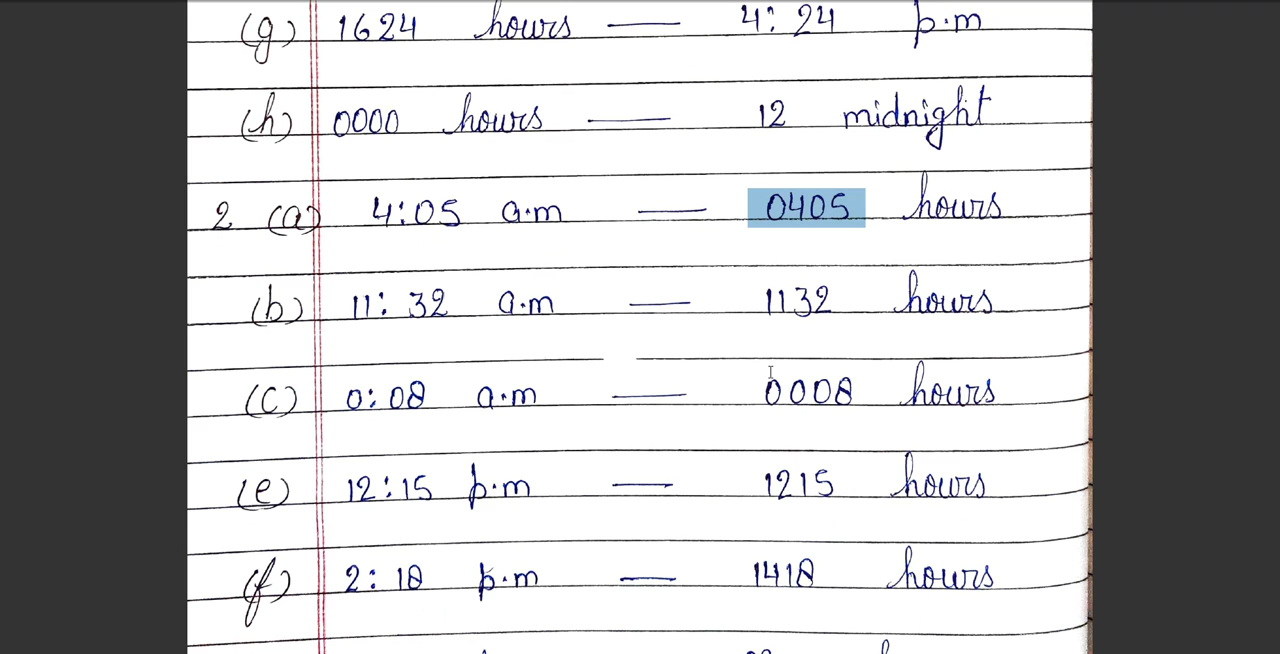 (g) 1624 hours — 4:24 p.m
(h) 0000 hours — 12 midnight
2 (a) 4:05 a.m — 0405 hours
(b) 11:32 a.m — 1132 hours
(c) 0:08 a.m — 0008 hours
(e) 12:15 p.m — 1215 hours
(f) 2:18 p.m — 1418 hours